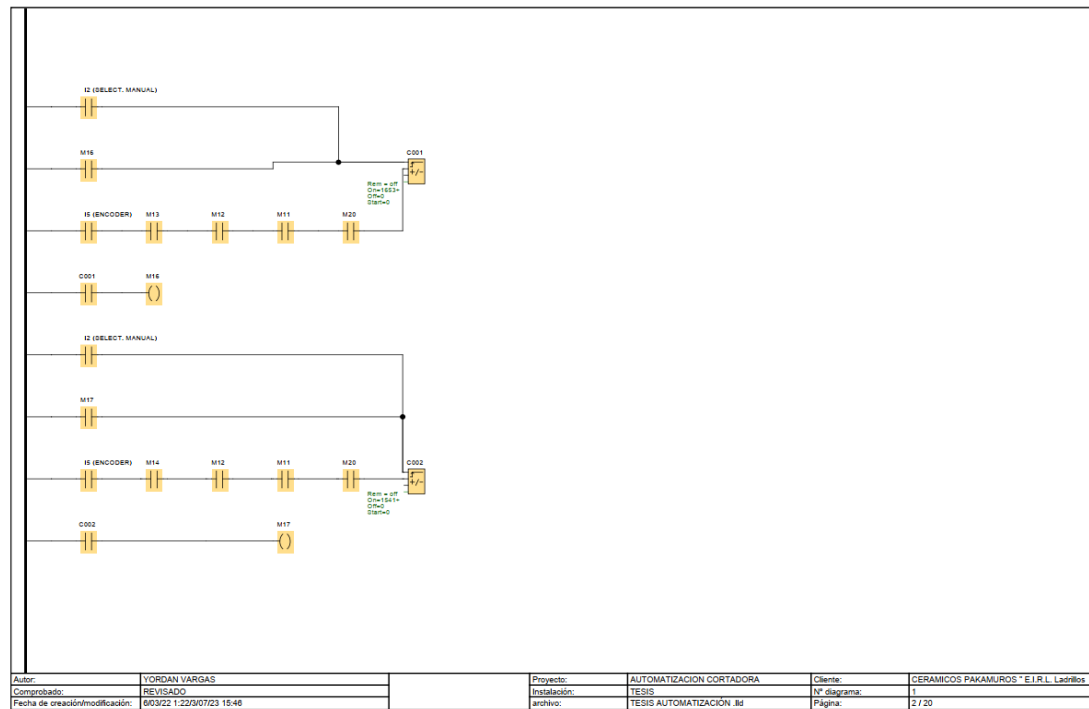 I2 (SELECT. MANUAL)
M16
C001
+/-
Rem = off
On=1653+
Off=0
Start=0
I5 (ENCODER) M13 M12 M11 M20
C001 M16
I2 (SELECT. MANUAL)
M17
I5 (ENCODER) M14 M12 M11 M20 C002
+/-
Rem = off
On=1541+
Off=0
Start=0
C002 M17
Autor: YORDAN VARGAS Proyecto: AUTOMATIZACION CORTADORA Cliente: CERAMICOS PAKAMUROS " E.I.R.L. Ladrillos
Comprobado: REVISADO Instalación: TESIS Nº diagrama: 1
Fecha de creación/modificación: 6/03/22 1:22/3/07/23 15:46 archivo: TESIS AUTOMATIZACIÓN .lld Página: 2 / 20